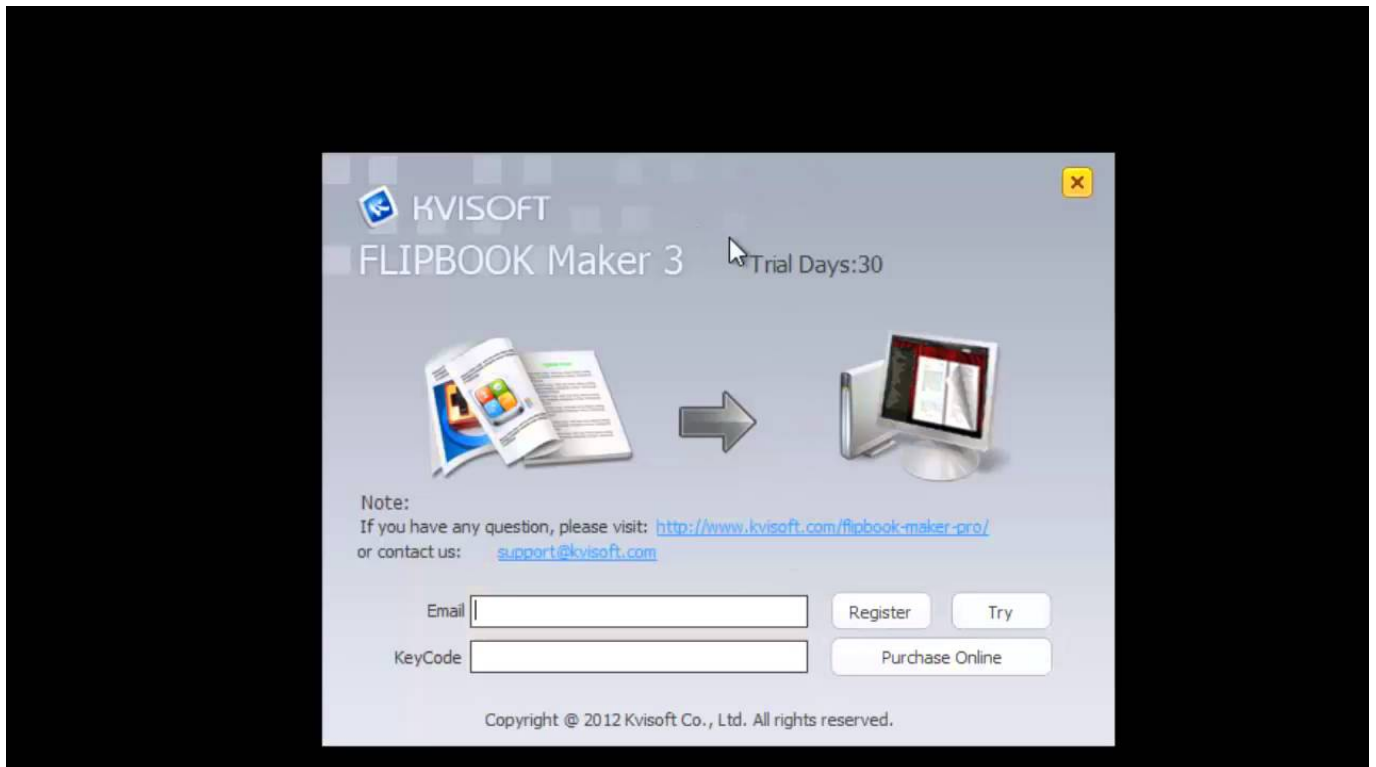 KVISOFT
FLIPBOOK Maker 3
Trial Days:30
Note:
If you have any question, please visit: http://www.kvisoft.com/flipbook-maker-pro/
or contact us: support@kvisoft.com
Email Register Try
KeyCode Purchase Online
Copyright @ 2012 Kvisoft Co., Ltd. All rights reserved.